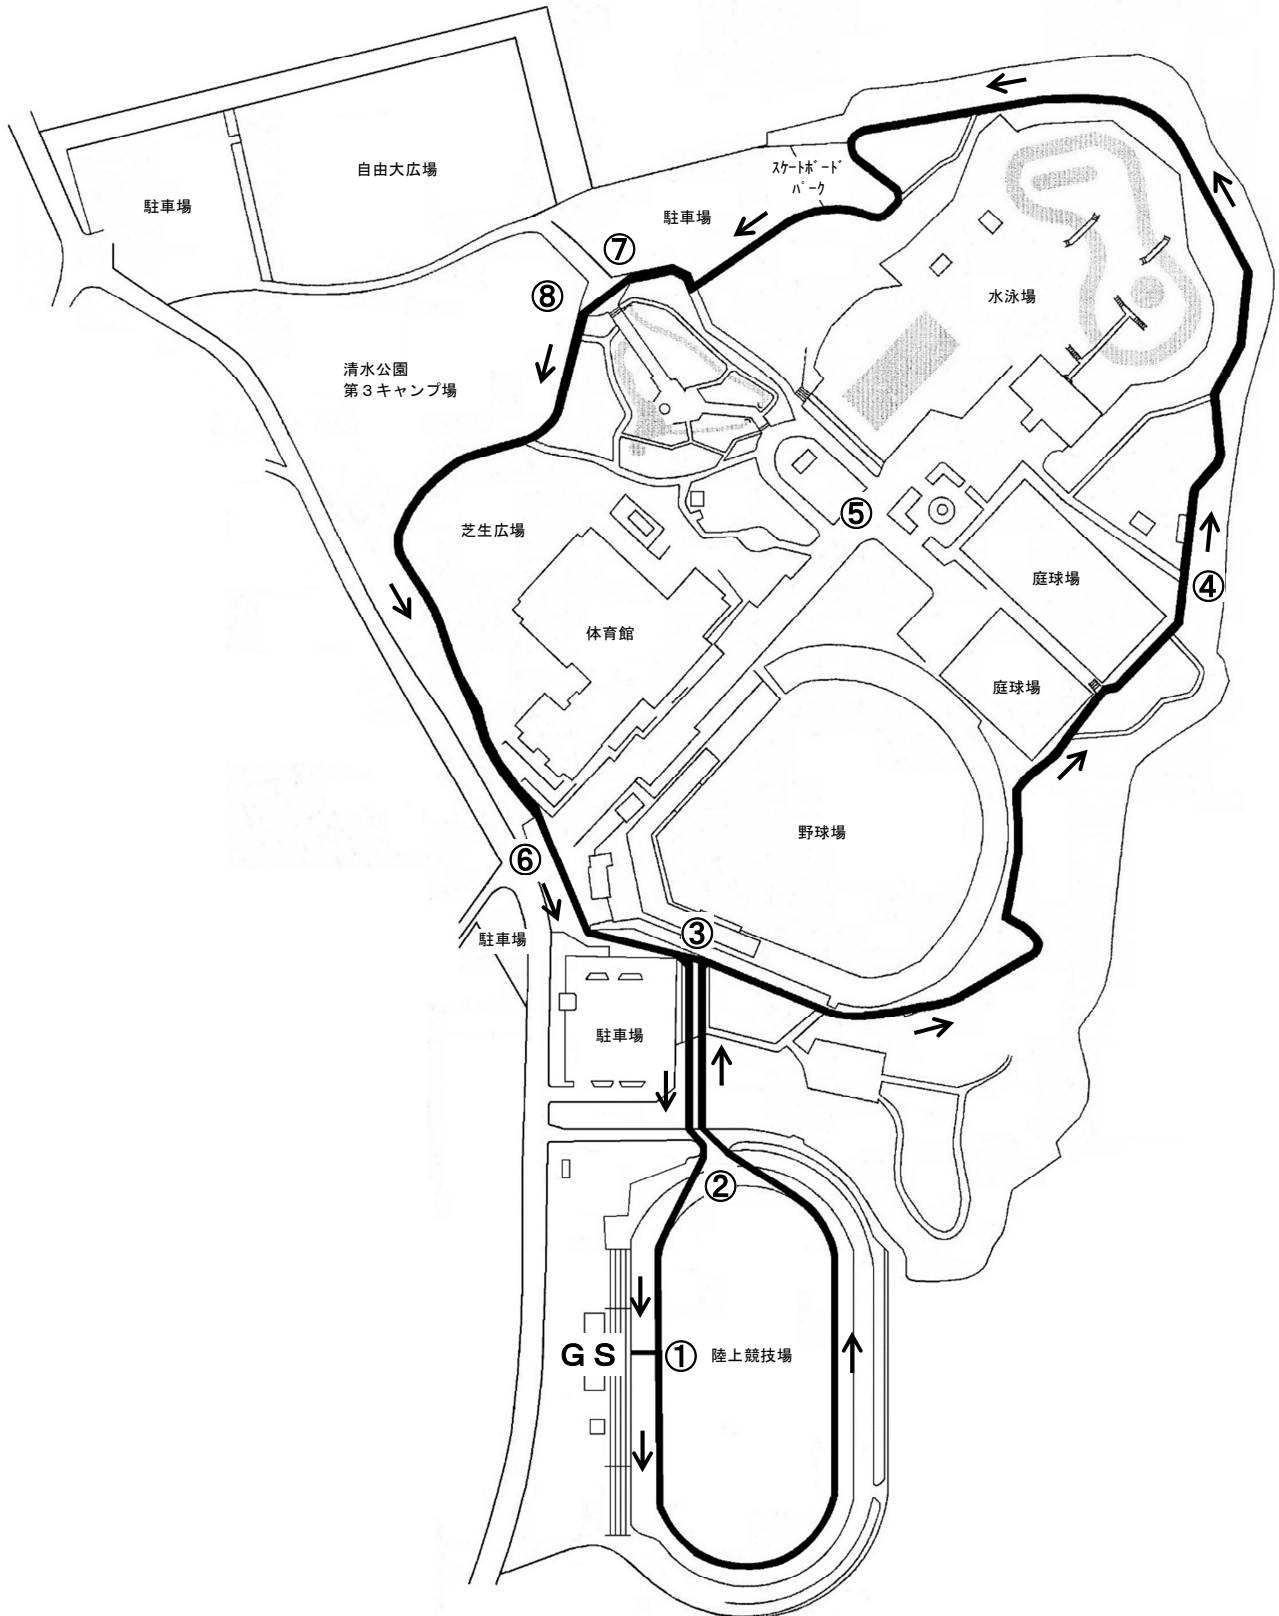 自由大広場
駐車場
スケートボード
パーク
駐車場
⑦
⑧
水泳場
清水公園
第３キャンプ場
芝生広場
⑤
庭球場
④
体育館
庭球場
野球場
⑥
③
駐車場
駐車場
②
ＧＳ
①
陸上競技場